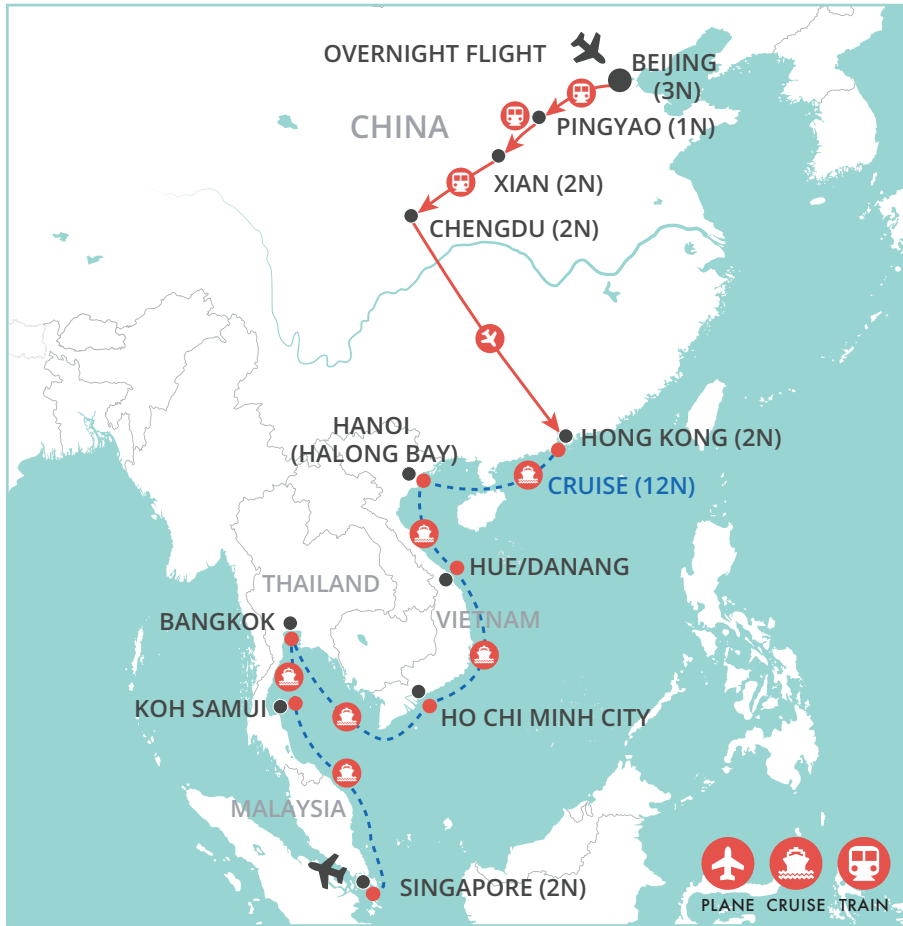 OVERNIGHT FLIGHT
BEIJING
(3N)
CHINA
PINGYAO (1N)
XIAN (2N)
CHENGDU (2N)
HANOI
(HALONG BAY)
HONG KONG (2N)
CRUISE (12N)
HUE/DANANG
THAILAND
VIETNAM
BANGKOK
KOH SAMUI
HO CHI MINH CITY
MALAYSIA
SINGAPORE (2N)
PLANE
CRUISE
TRAIN